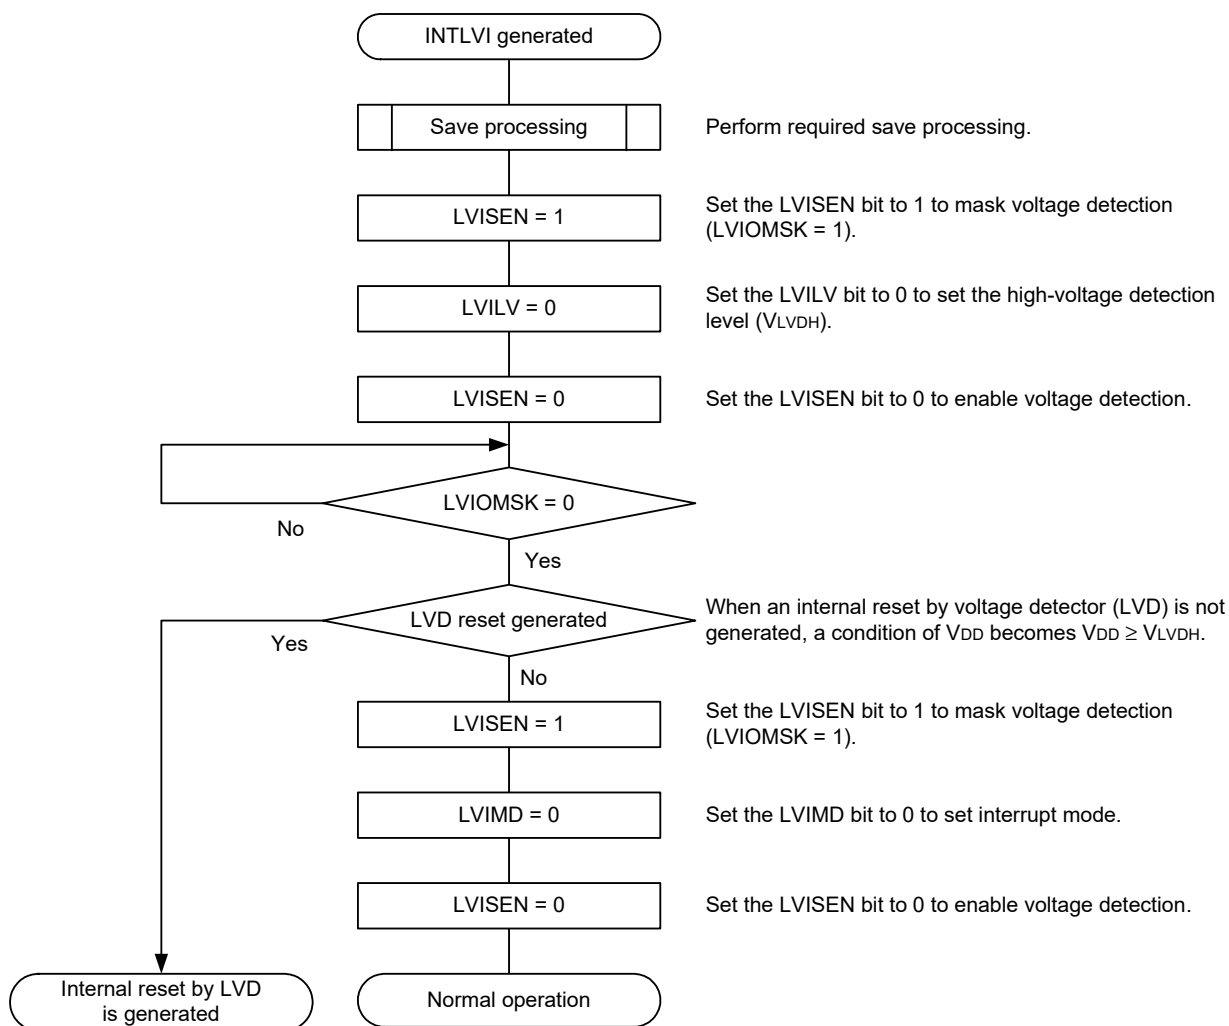 INTLVI generated
Save processing
Perform required save processing.
LVISEN = 1
Set the LVISEN bit to 1 to mask voltage detection
(LVIOMSK = 1).
LVILV = 0
Set the LVILV bit to 0 to set the high-voltage detection
level (VLVDH).
LVISEN = 0
Set the LVISEN bit to 0 to enable voltage detection.
LVIOMSK = 0
No
Yes
LVD reset generated
When an internal reset by voltage detector (LVD) is not
generated, a condition of VDD becomes VDD ≥ VLVDH.
Yes
No
LVISEN = 1
Set the LVISEN bit to 1 to mask voltage detection
(LVIOMSK = 1).
LVIMD = 0
Set the LVIMD bit to 0 to set interrupt mode.
LVISEN = 0
Set the LVISEN bit to 0 to enable voltage detection.
Internal reset by LVD
is generated
Normal operation